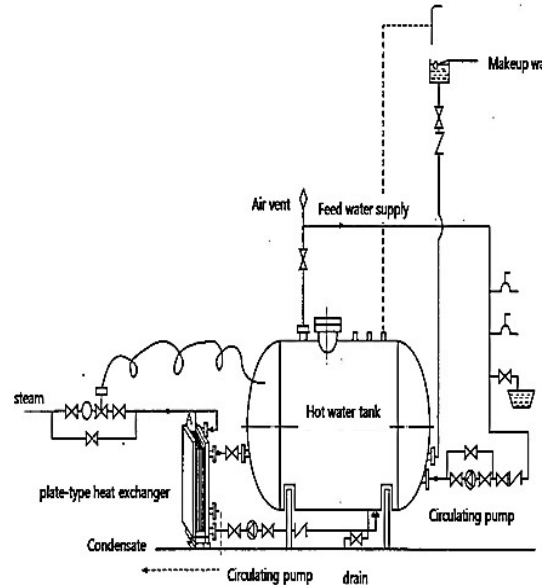 Makeup wa
Air vent
Feed water supply
Hot water tank
steam
plate-type heat exchanger
Circulating pump
Condensate
Circulating pump
drain